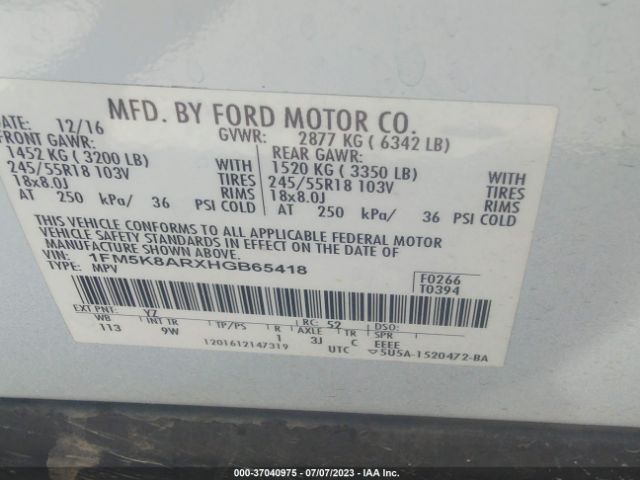 MFD. BY FORD MOTOR CO.
DATE: 12/16 GVWR: 2877 KG ( 6342 LB)
FRONT GAWR: REAR GAWR:
1452 KG ( 3200 LB) WITH 1520 KG ( 3350 LB) WITH
245/55R18 103V TIRES 245/55R18 103V TIRES
18x8.0J RIMS 18x8.0J RIMS
AT 250 kPa/ 36 PSI COLD AT 250 kPa/ 36 PSI COLD
THIS VEHICLE CONFORMS TO ALL APPLICABLE FEDERAL MOTOR
VEHICLE SAFETY STANDARDS IN EFFECT ON THE DATE OF
MANUFACTURE SHOWN ABOVE.
VIN: 1FM5K8ARXHGB65418
TYPE: MPV
F0266
T0394
EXT PNT: YZ RC: 52 DSO:
WB INT TR TP/PS R AXLE TR SPR
113 9W 1 3J C EEEE
1201612147319 UTC 5U5A-1520472-BA
000-37040975 - 07/07/2023 - IAA Inc.